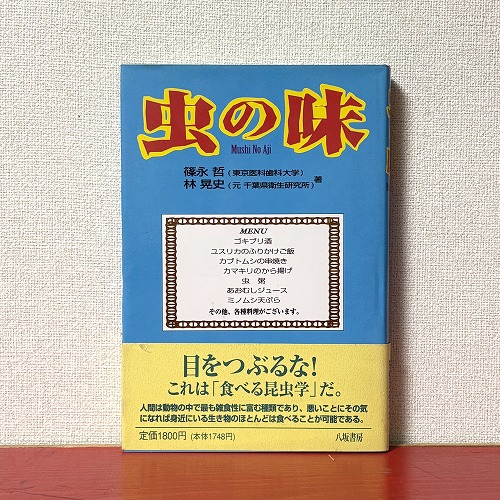 虫の味
Mushi No Aji
篠永 哲 (東京医科歯科大学)
林 晃史 (元 千葉県衛生研究所) 著
MENU
ゴキブリ酒
ユスリカのふりかけご飯
カブトムシの串焼き
カマキリのから揚げ
虫 粥
あおむしジュース
ミノムシ天ぷら
その他、各種料理がございます。
目をつぶるな!
これは「食べる昆虫学」だ。
人間は動物の中で最も雑食性に富む種類であり、悪いことにその気
になれば身近にいる生き物のほとんどは食べることが可能である。
定価1800円 (本体1748円) 八坂書房